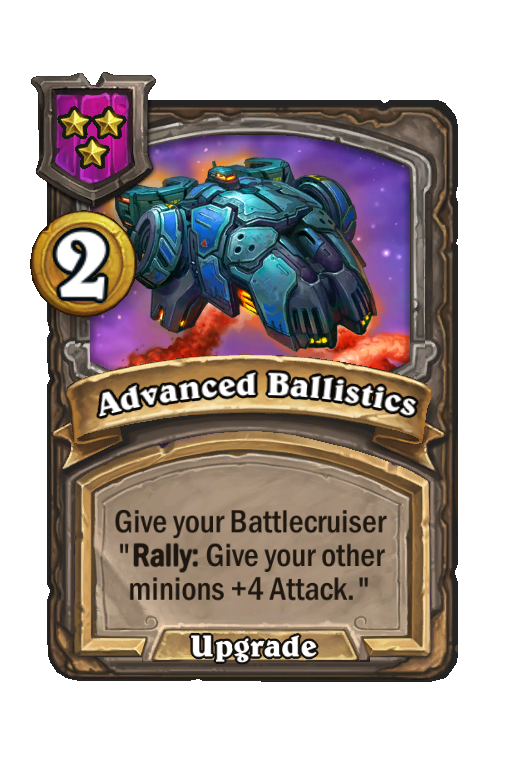 2
Advanced Ballistics
Give your Battlecruiser
"Rally: Give your other
minions +4 Attack."
Upgrade